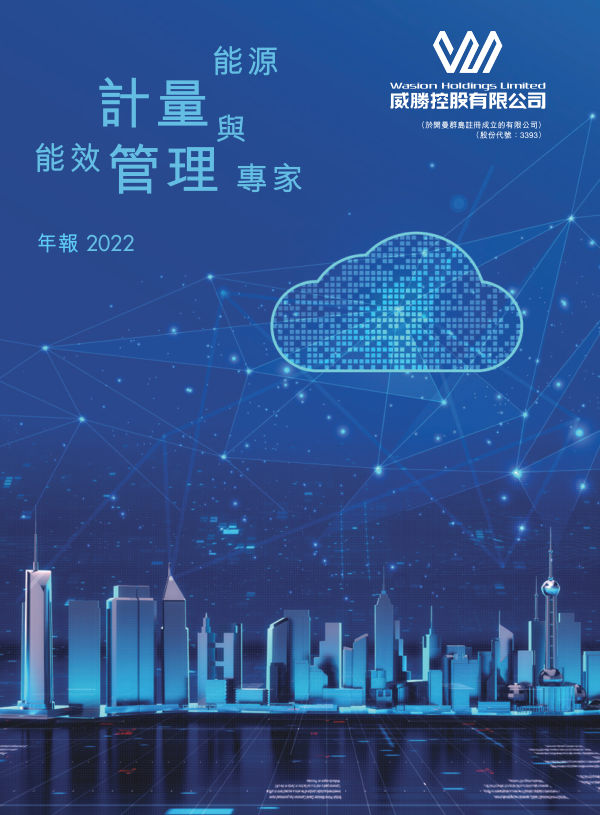 能源
計量
與
能效管理專家
年報 2022
Wasion Holdings Limited
威勝控股有限公司
（於開曼群島註冊成立的有限公司）
（股份代號：3393）